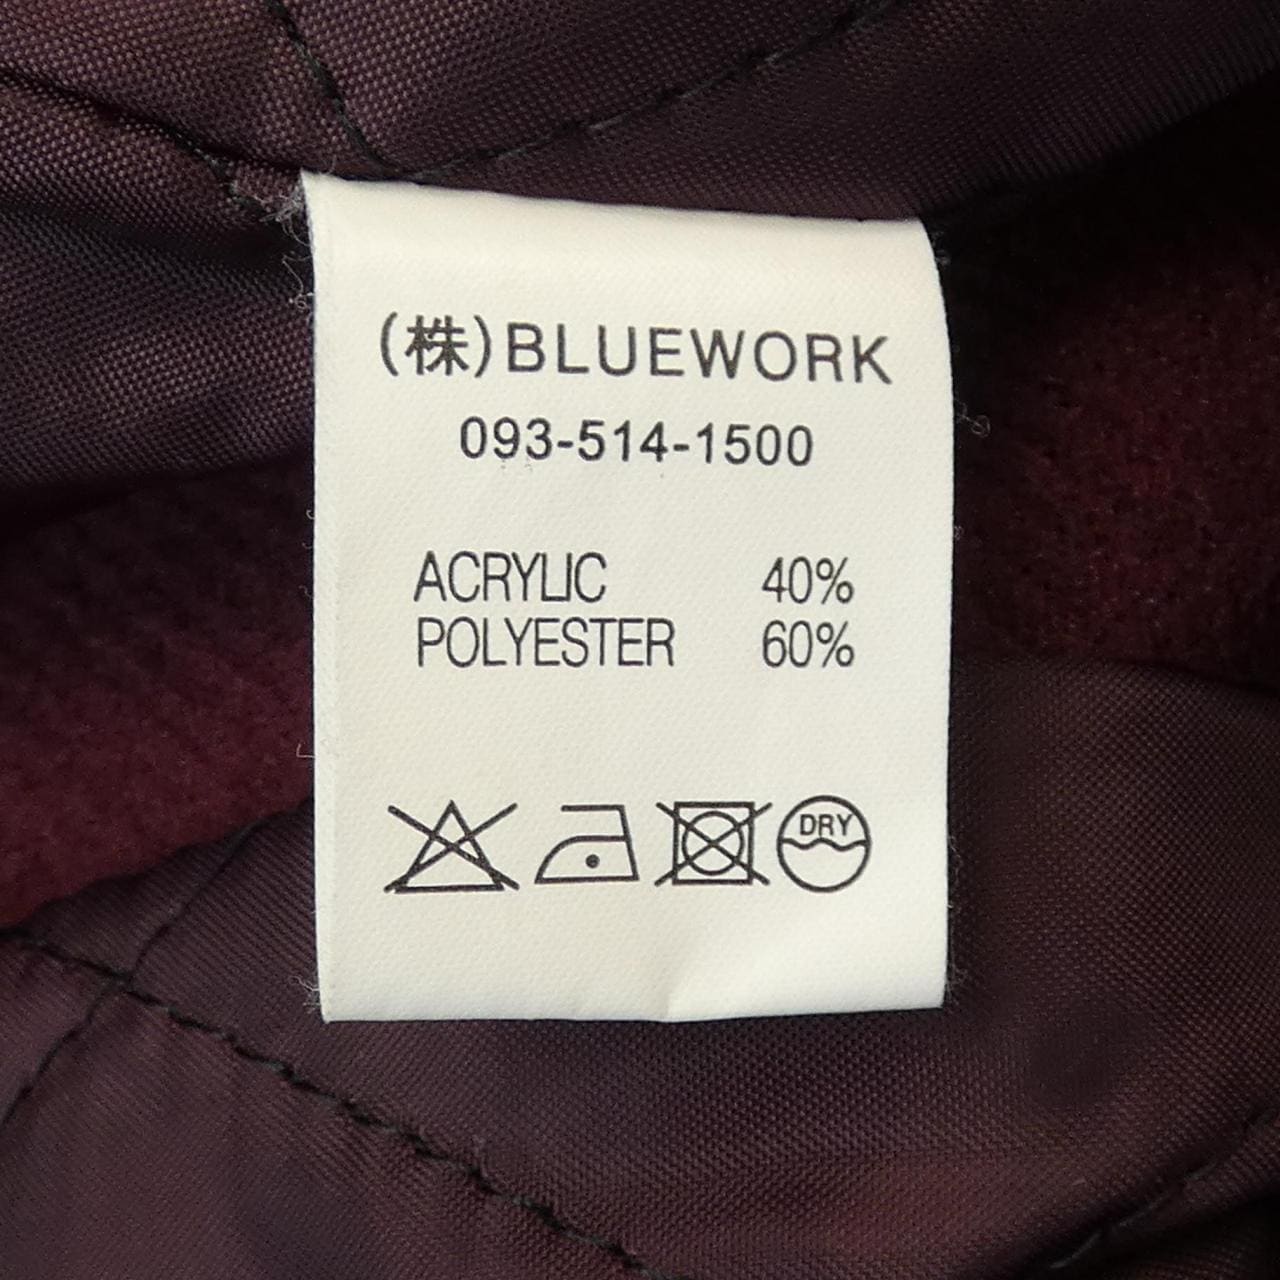 (株)BLUEWORK
093-514-1500
ACRYLIC 40%
POLYESTER 60%
DRY